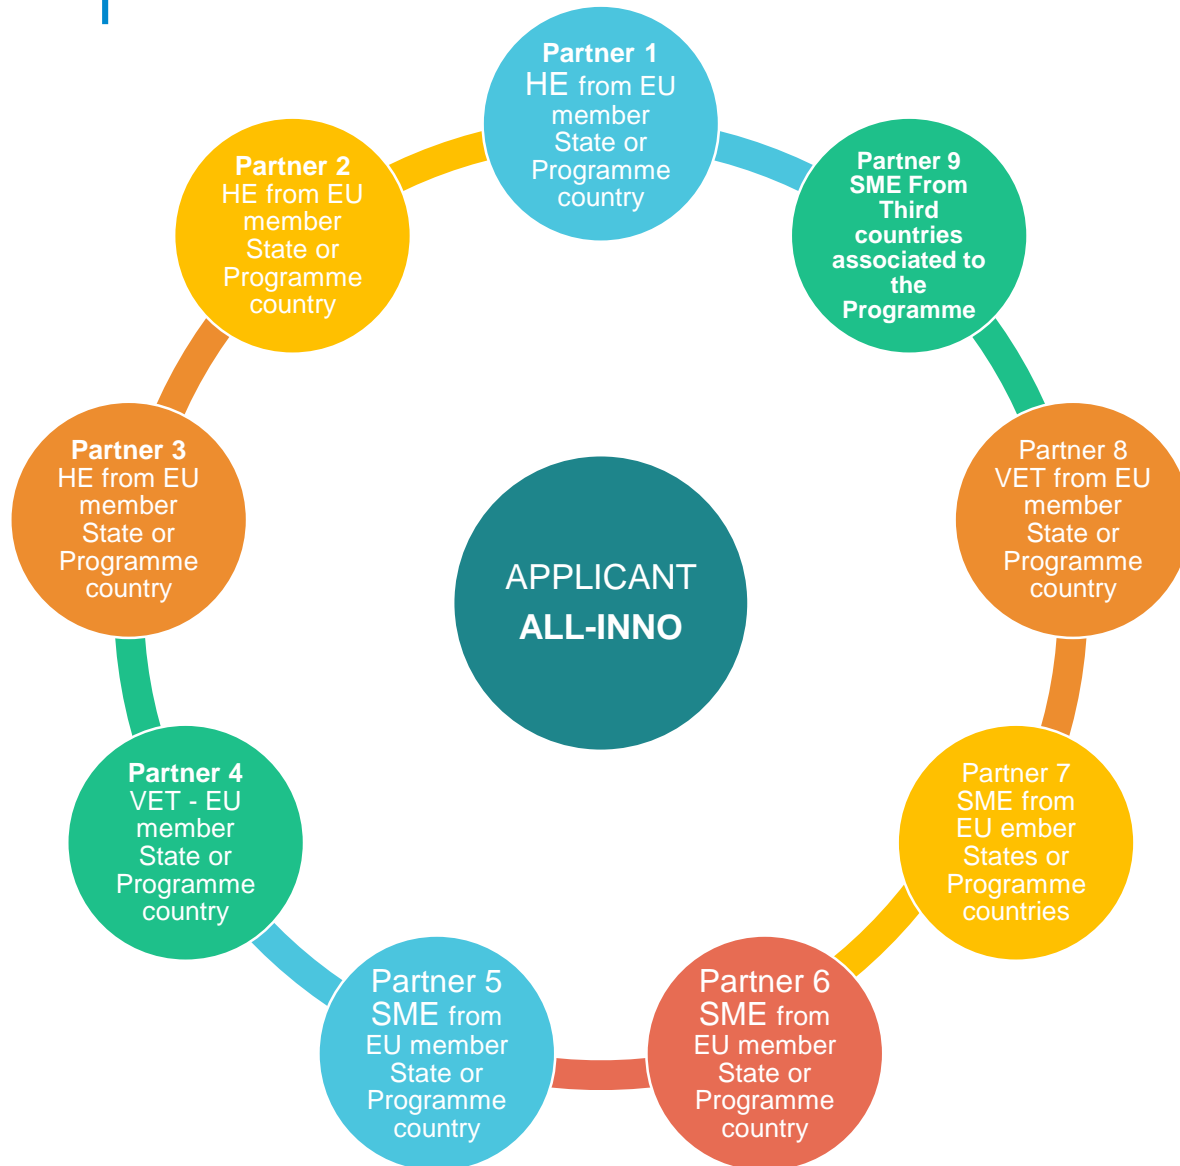 Partner 1
HE from EU
member
State or
Programme
country
Partner 2
HE from EU
member
State or
Programme
country
Partner 9
SME From
Third
countries
associated to
the
Programme
Partner 3
HE from EU
member
State or
Programme
country
Partner 8
VET from EU
member
State or
Programme
country
APPLICANT
ALL-INNO
Partner 4
VET - EU
member
State or
Programme
country
Partner 7
SME from
EU ember
States or
Programme
countries
Partner 5
SME from
EU member
State or
Programme
country
Partner 6
SME from
EU member
State or
Programme
country